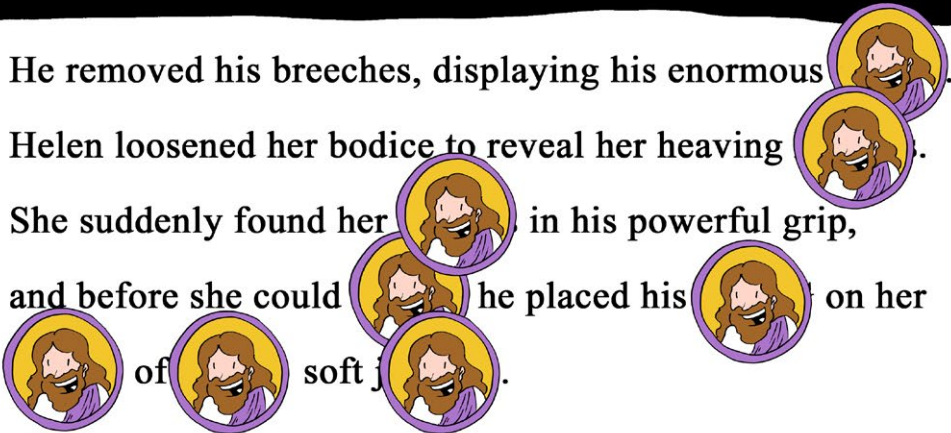 He removed his breeches, displaying his enormous .
Helen loosened her bodice to reveal her heaving .
She suddenly found her in his powerful grip,
and before she could he placed his on her
of soft .